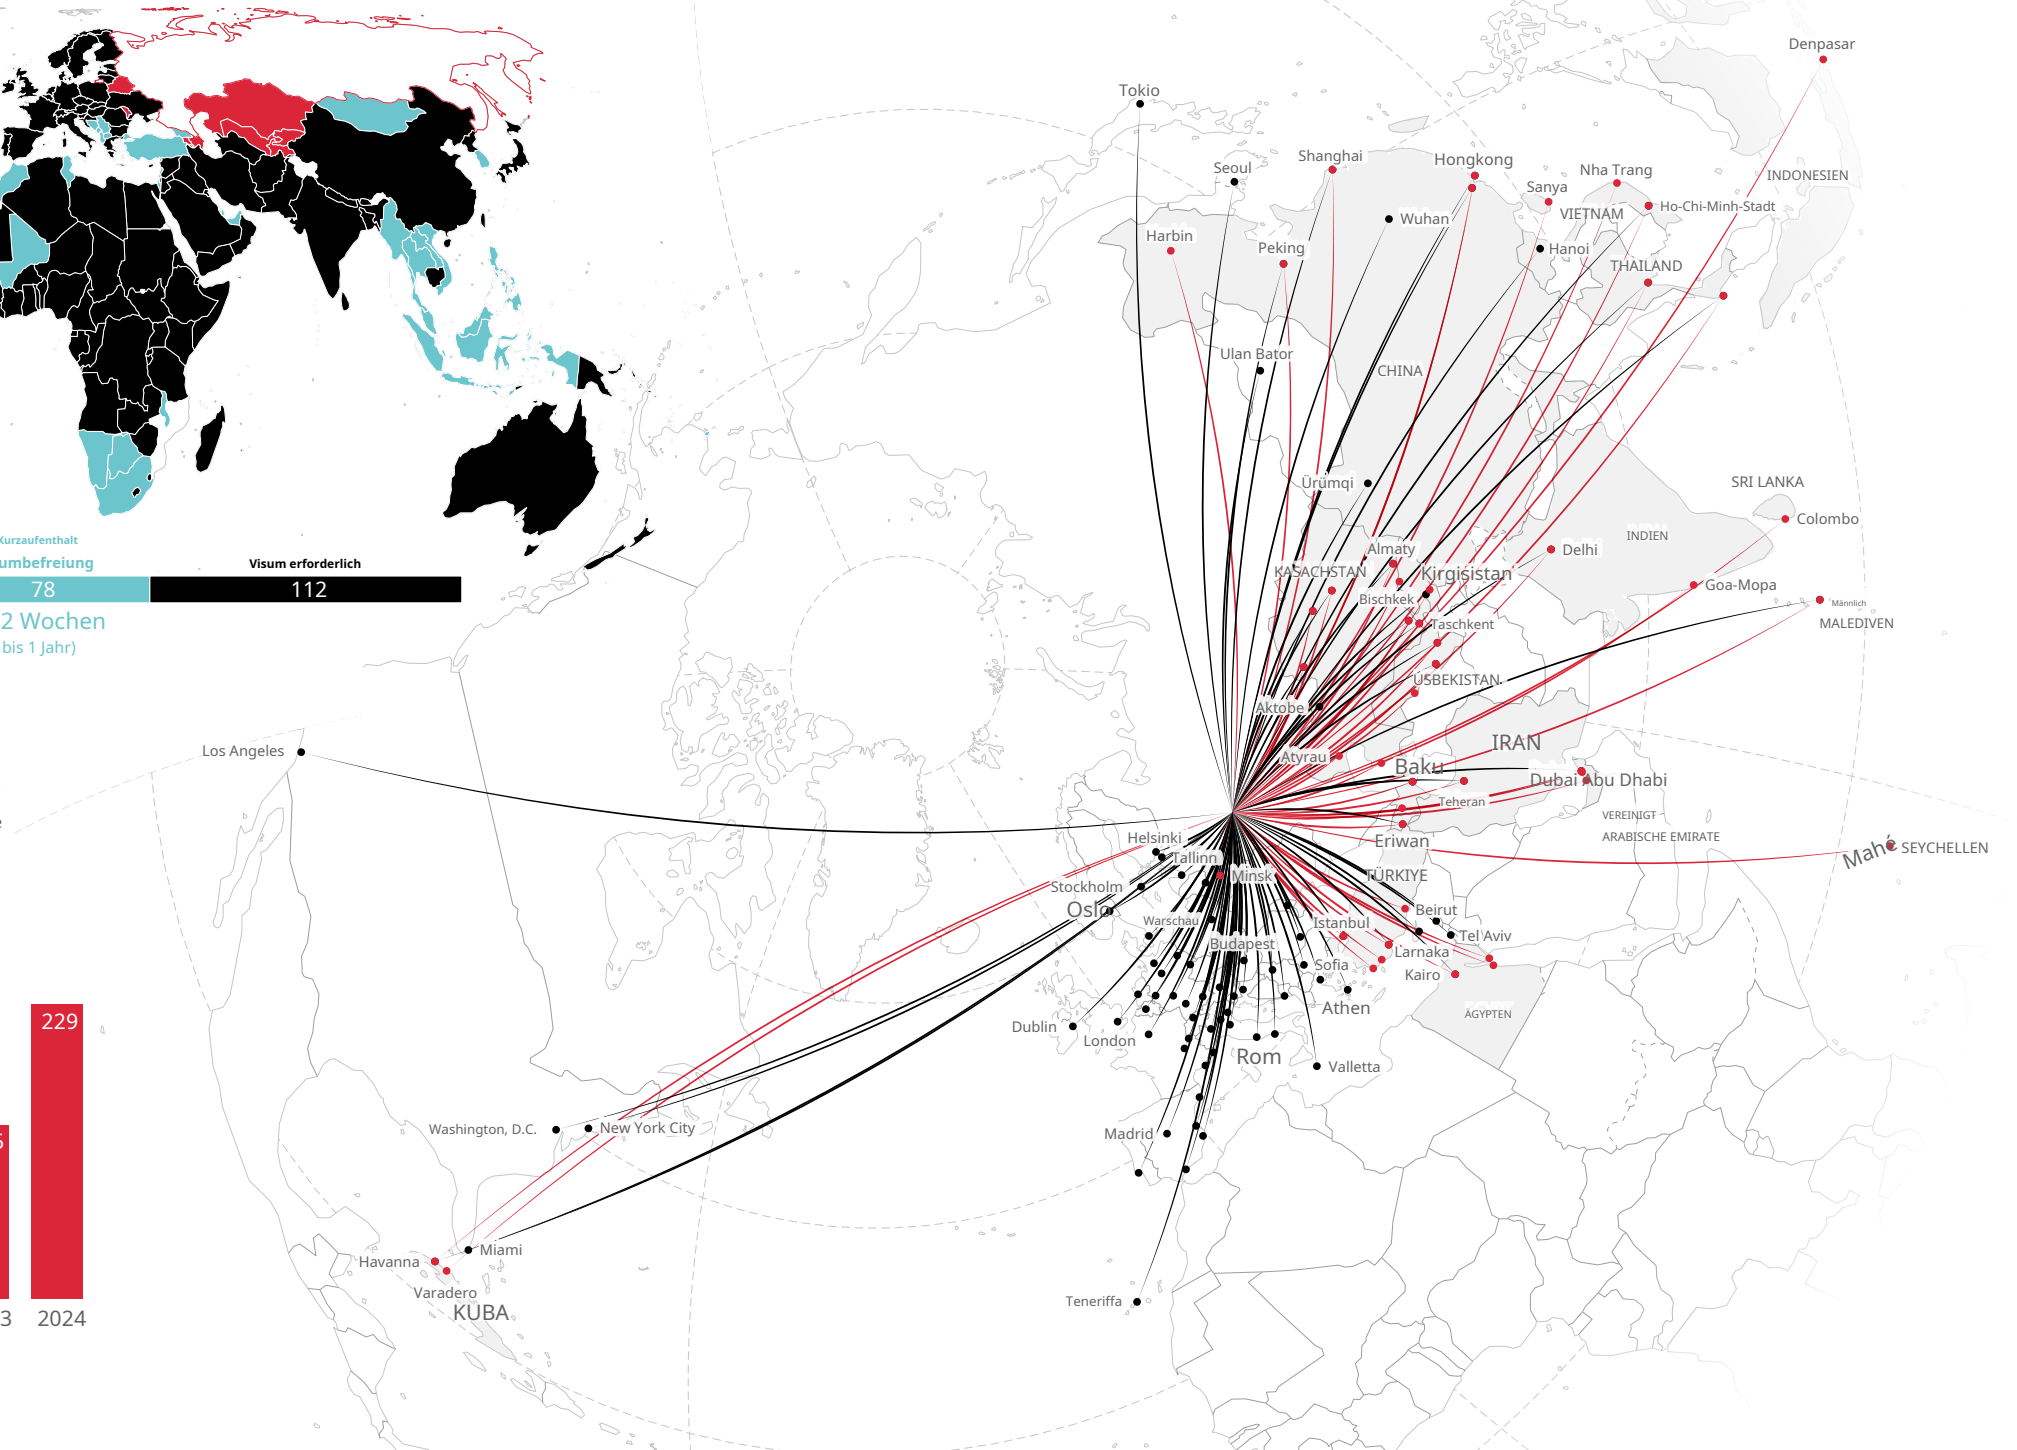 Kurzaufenthalt
umbefreiung
Visum erforderlich
78
112
2 Wochen
bis 1 Jahr)
229
3
2024
Denpasar
Tokio
Seoul
Shanghai
Hongkong
Nha Trang
Sanya
INDONESIEN
Ho-Chi-Minh-Stadt
VIETNAM
Wuhan
Harbin
Peking
Hanoi
THAILAND
Ulan Bator
CHINA
Ürümqi
SRI LANKA
Colombo
INDIEN
Almaty
Delhi
KASACHSTAN
Kirgisistan
Goa-Mopa
Bischkek
Männlich
MALEDIVEN
Taschkent
USBEKISTAN
Aktobe
IRAN
Los Angeles
Atyrau
Baku
Dubai
Abu Dhabi
Teheran
VEREINIGT
ARABISCHE EMIRATE
Helsinki
Eriwan
Mahé
SEYCHELLEN
Tallinn
Minsk
TÜRKIYE
Stockholm
Oslo
Beirut
Warschau
Istanbul
Tel Aviv
Budapest
Larnaka
Sofia
Kairo
Athen
ÄGYPTEN
Dublin
London
Rom
Valletta
Washington, D.C.
New York City
Madrid
Miami
Havanna
Varadero
KUBA
Teneriffa